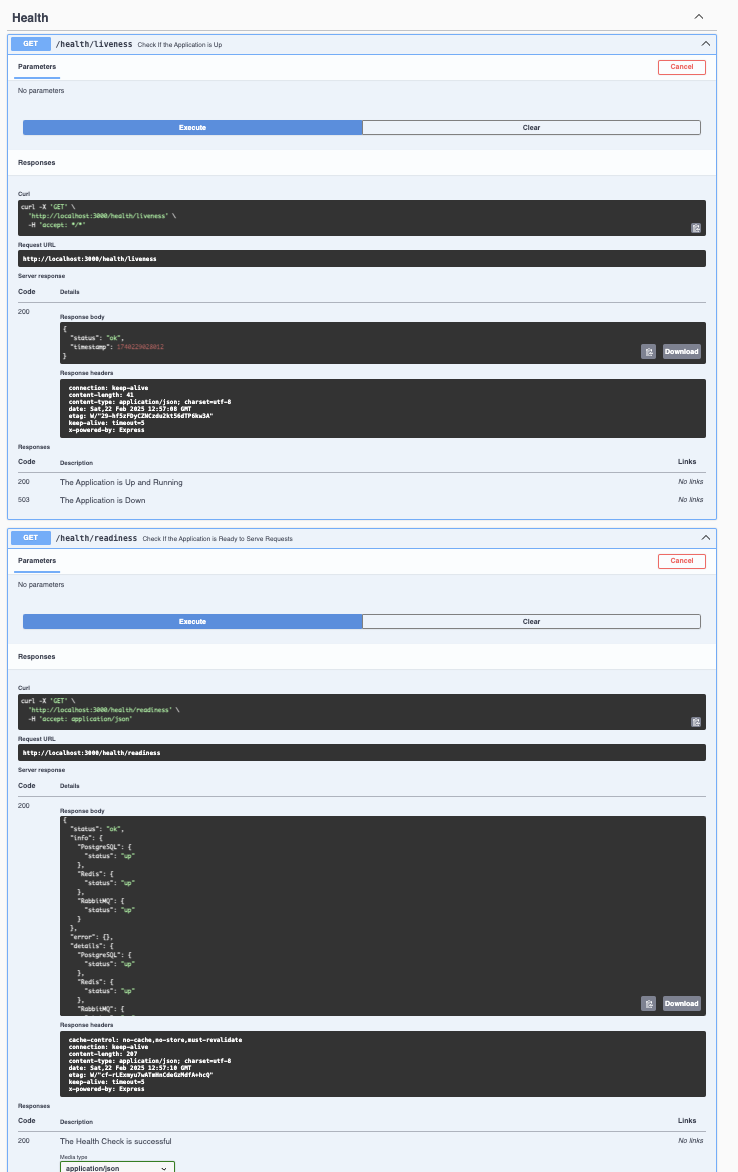 Health
GET /health/liveness Check If the Application is Up
Parameters
Cancel
No parameters
Execute
Clear
Responses
Curl
curl -X 'GET' \
'http://localhost:3000/health/liveness' \
-H 'accept: */*'
Request URL
http://localhost:3000/health/liveness
Server response
Code Details
200
Response body
{
"status": "ok",
"timestamp": 1740229028012
}
Download
Response headers
connection: keep-alive
content-length: 41
content-type: application/json; charset=utf-8
date: Sat,22 Feb 2025 12:57:08 GMT
keep-alive: timeout=5
x-powered-by: Express
Responses
Code Description Links
200 The Application is Up and Running No links
503 The Application is Down No links
GET /health/readiness Check If the Application is Ready to Serve Requests
Parameters
Cancel
No parameters
Execute
Clear
Responses
Curl
curl -X 'GET' \
'http://localhost:3000/health/readiness' \
-H 'accept: application/json'
Request URL
http://localhost:3000/health/readiness
Server response
Code Details
200
Response body
{
"status": "ok",
"info": {
"PostgreSQL": {
"status": "up"
},
"Redis": {
"status": "up"
},
"RabbitMQ": {
"status": "up"
}
},
"error": {},
"details": {
"PostgreSQL": {
"status": "up"
},
"Redis": {
"status": "up"
},
"RabbitMQ": {
Download
Response headers
cache-control: no-cache,no-store,must-revalidate
connection: keep-alive
content-length: 207
content-type: application/json; charset=utf-8
date: Sat,22 Feb 2025 12:57:10 GMT
keep-alive: timeout=5
x-powered-by: Express
Responses
Code Description Links
200 The Health Check is successful No links
Media type
application/json